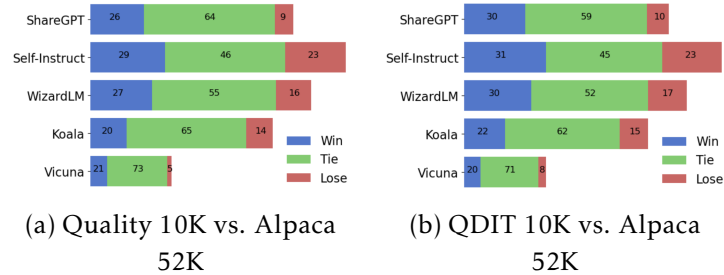 ShareGPT 26 64 9
Self-Instruct 29 46 23
WizardLM 27 55 16
Koala 20 65 14
Vicuna 21 73 5
Win
Tie
Lose
(a) Quality 10K vs. Alpaca
52K
ShareGPT 30 59 10
Self-Instruct 31 45 23
WizardLM 30 52 17
Koala 22 62 15
Vicuna 20 71 8
Win
Tie
Lose
(b) QDIT 10K vs. Alpaca
52K